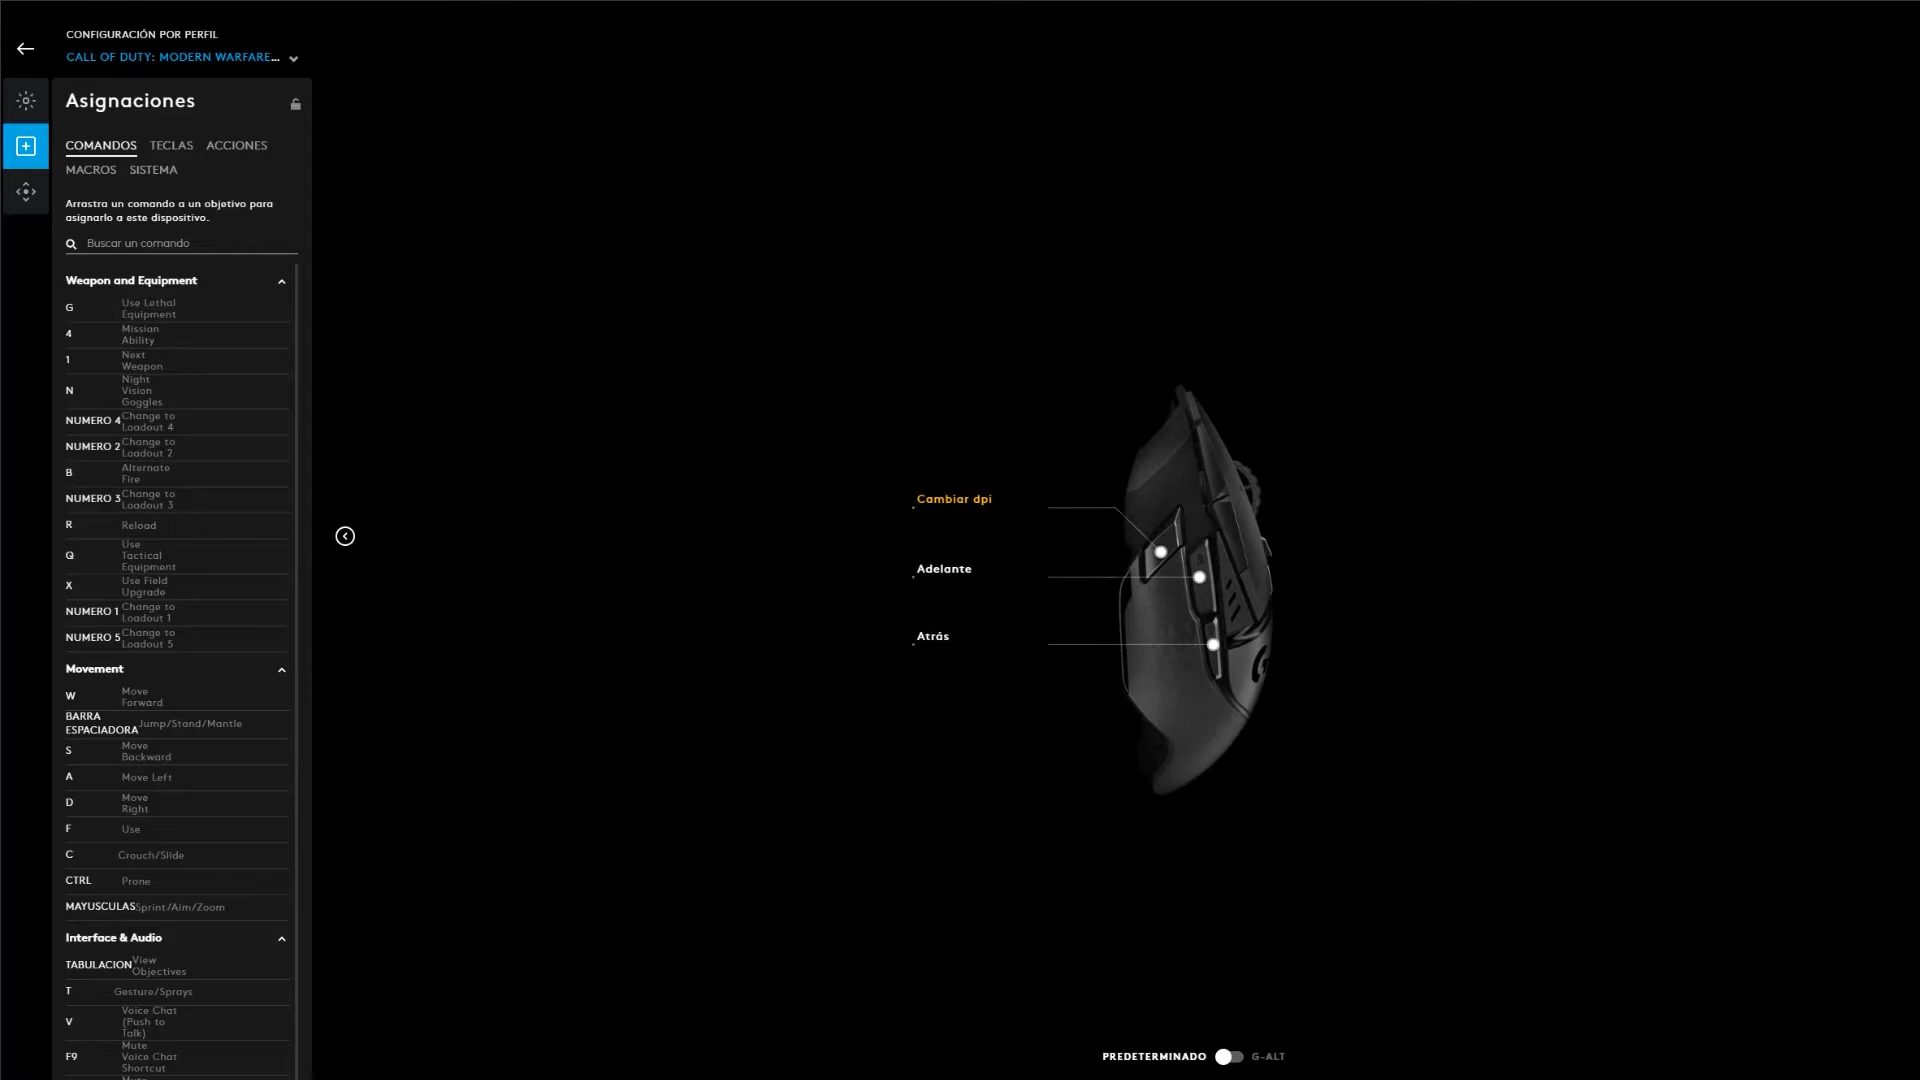 CONFIGURACIÓN POR PERFIL
CALL OF DUTY: MODERN WARFARE...
Asignaciones
COMANDOS TECLAS ACCIONES
MACROS SISTEMA
Arrastra un comando a un objetivo para
asignarlo a este dispositivo.
Buscar un comando
Weapon and Equipment
G Use Lethal
Equipment
4 Mission
Ability
1 Next
Weapon
N Night
Vision
Goggles
NUMERO 4 Change to
Loadout 4
NUMERO 2 Change to
Loadout 2
B Alternate
Fire
NUMERO 3 Change to
Loadout 3
R Reload
Q Use
Tactical
Equipment
X Use Field
Upgrade
NUMERO 1 Change to
Loadout 1
NUMERO 5 Change to
Loadout 5
Movement
W Move
Forward
BARRA
ESPACIADORA Jump/Stand/Mantle
S Move
Backward
A Move Left
D Move
Right
F Use
C Crouch/Slide
CTRL Prone
MAYUSCULAS Sprint/Aim/Zoom
Interface & Audio
TABULACION View
Objectives
T Gesture/Sprays
V Voice Chat
(Push to
Talk)
F9 Mute
Voice Chat
Shortcut
Cambiar dpi
Adelante
Atrás
PREDETERMINADO G-ALT